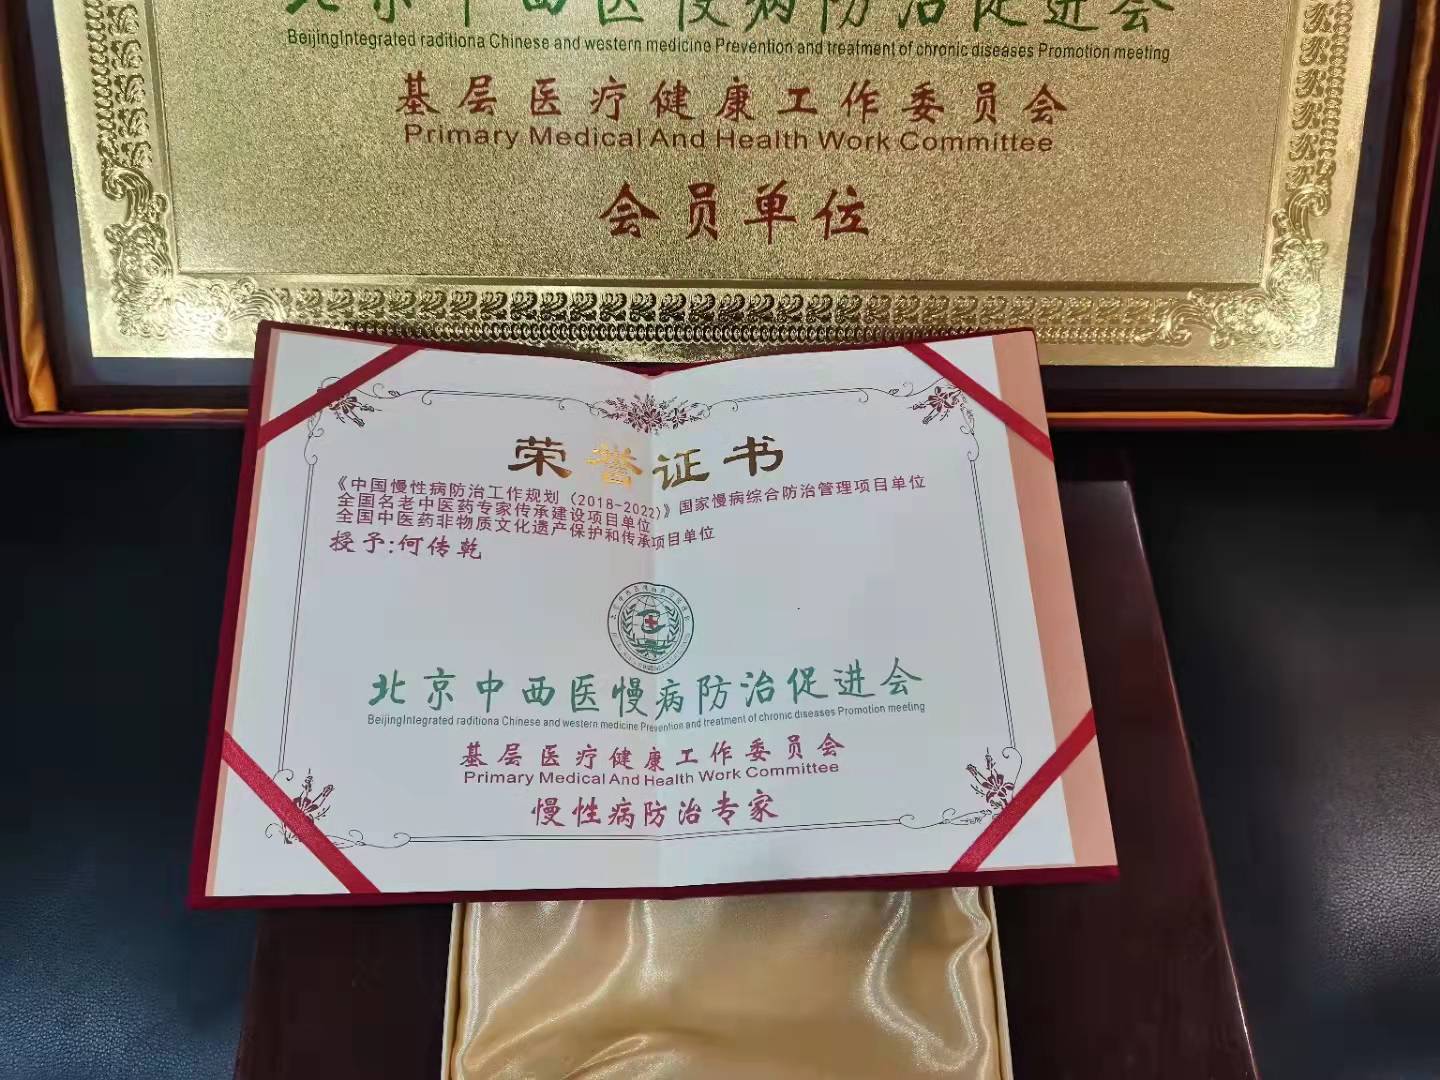 北京中西医慢病防治促进会
BeijingIntegrated raditiona Chinese and western medicine Prevention and treatment of chronic diseases Promotion meeting
基层医疗健康工作委员会
Primary Medical And Health Work Committee
会员单位
荣誉证书
《中国慢性病防治工作规划（2018-2022）》国家慢病综合防治管理项目单位
全国名老中医药专家传承建设项目单位
全国中医药非物质文化遗产保护和传承项目单位
授予:何传乾
北京中西医慢病防治促进会
BeijingIntegrated raditiona Chinese and western medicine Prevention and treatment of chronic diseases Promotion meeting
基层医疗健康工作委员会
Primary Medical And Health Work Committee
慢性病防治专家